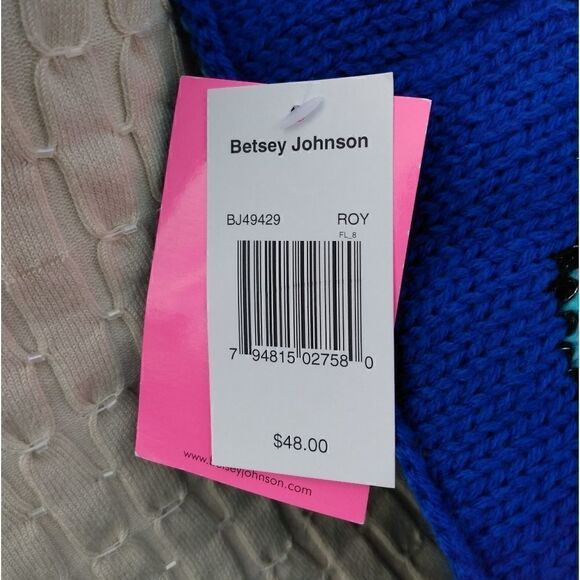 Betsey Johnson
BJ49429 ROY
FL_8
7 94815 02758 0
$48.00
www.betseyjohnson.com